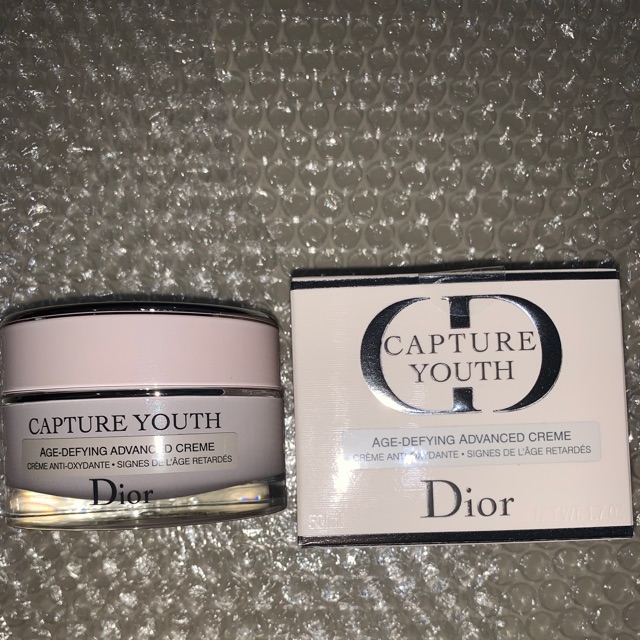 CAPTURE YOUTH
AGE-DEFYING ADVANCED CREME
CRÈME ANTI-OXYDANTE • SIGNES DE L'ÂGE RETARDÉS
Dior
CAPTURE
YOUTH
AGE-DEFYING ADVANCED CREME
CRÈME ANTI-OXYDANTE • SIGNES DE L'ÂGE RETARDÉS
Dior